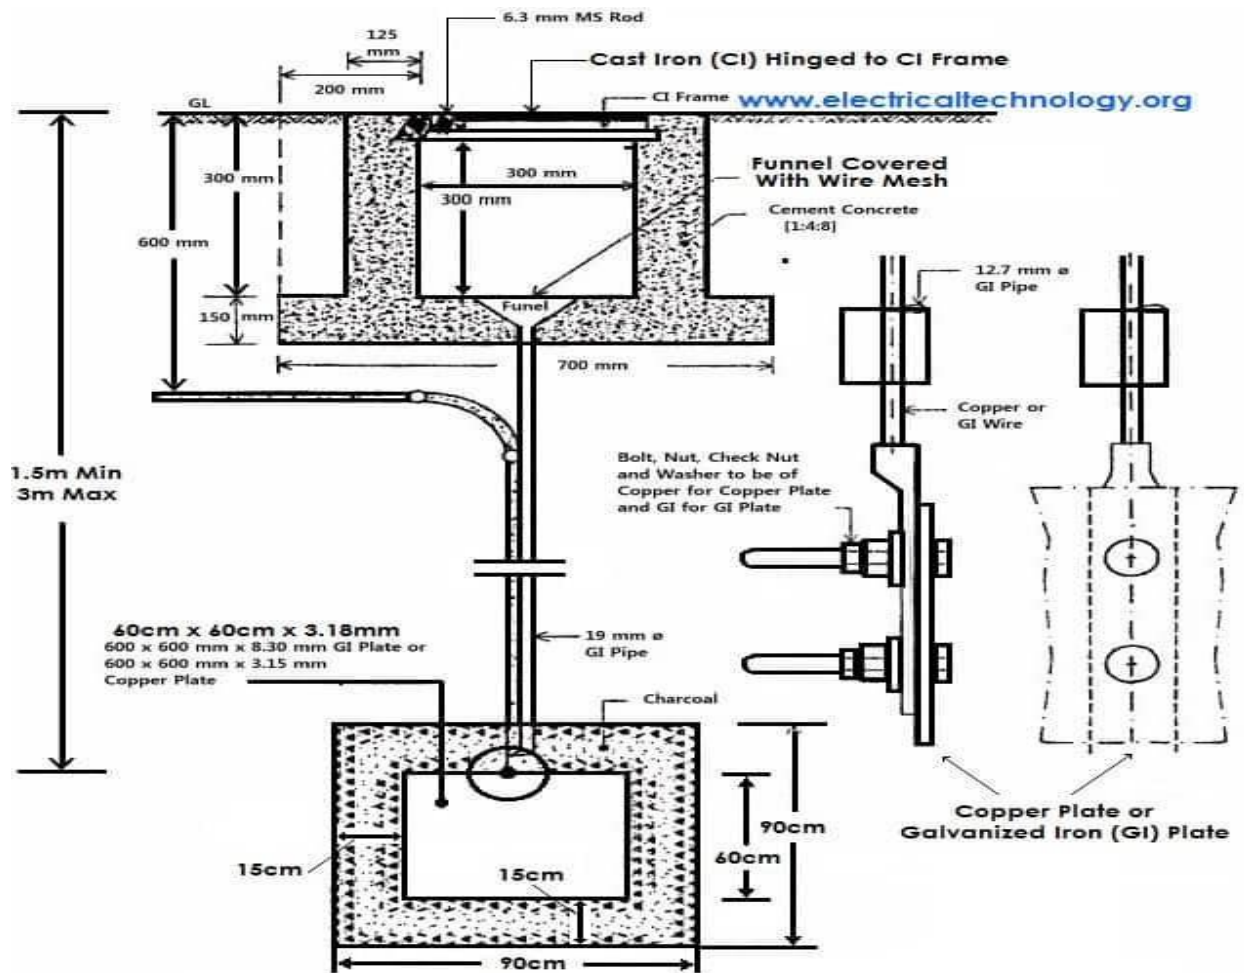 6.3 mm MS Rod
125
mm
Cast Iron (CI) Hinged to CI Frame
200 mm
GL
CI Frame
www.electricaltechnology.org
300 mm
300 mm
300 mm
Funnel Covered
With Wire Mesh
Cement Concrete
[1:4:8]
600 mm
12.7 mm ø
GI Pipe
Funel
150 mm
700 mm
Copper or
GI Wire
Bolt, Nut, Check Nut
and Washer to be of
Copper for Copper Plate
and GI for GI Plate
1.5m Min
3m Max
60cm x 60cm x 3.18mm
600 x 600 mm x 8.30 mm GI Plate or
600 x 600 mm x 3.15 mm
Copper Plate
19 mm ø
GI Pipe
Charcoal
Copper Plate or
Galvanized Iron (GI) Plate
90cm
60cm
15cm
15cm
90cm